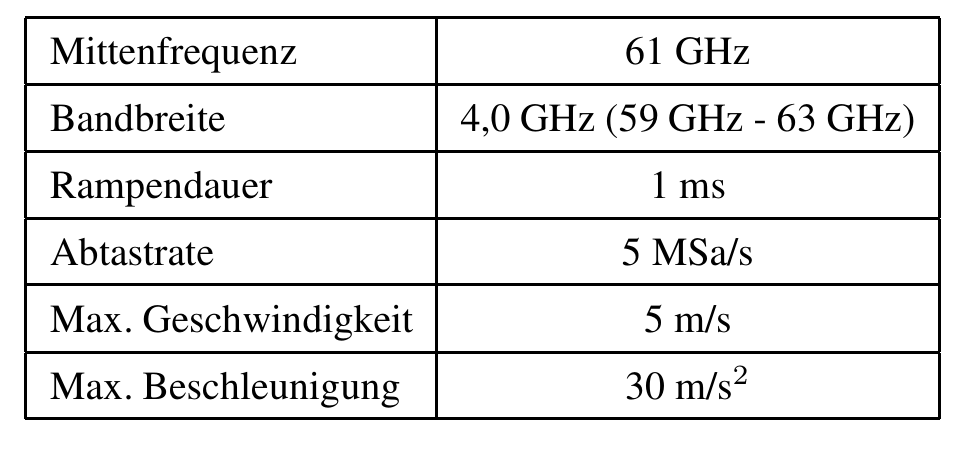 Mittenfrequenz 61 GHz
Bandbreite 4,0 GHz (59 GHz - 63 GHz)
Rampendauer 1 ms
Abtastrate 5 MSa/s
Max. Geschwindigkeit 5 m/s
Max. Beschleunigung 30 m/s²